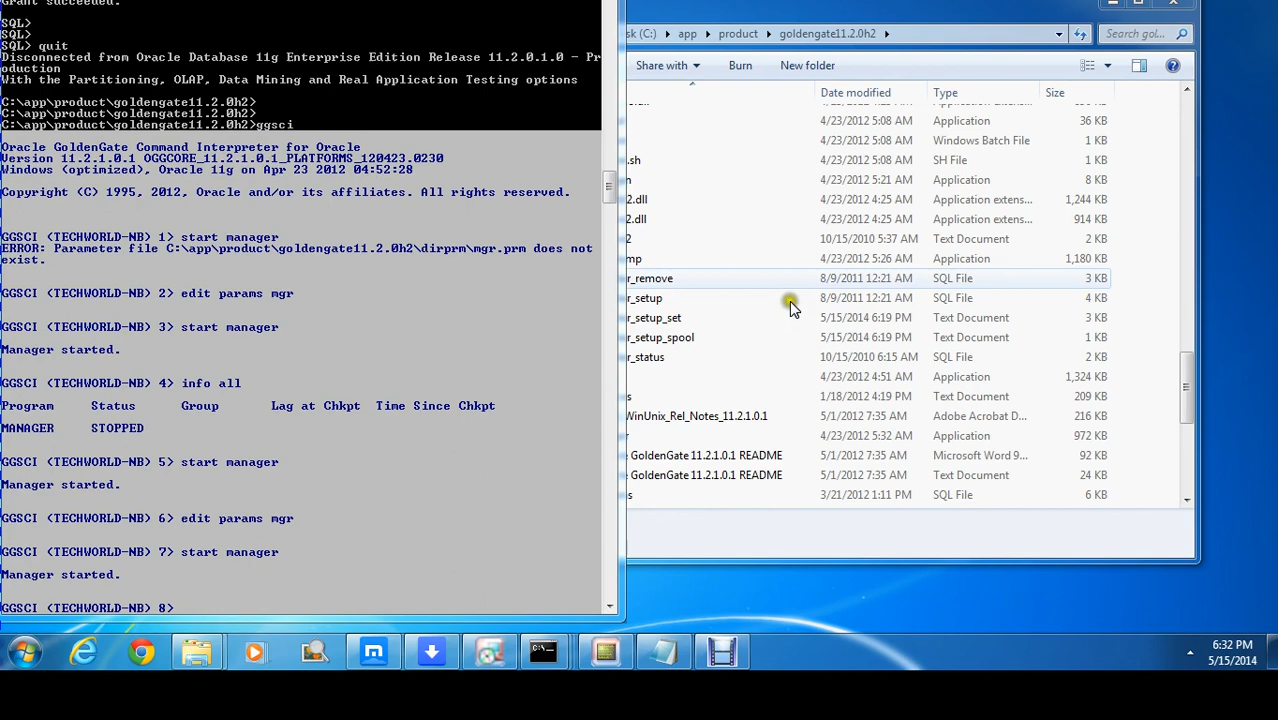 Grant succeeded.
SQL>
SQL>
SQL> quit
Disconnected from Oracle Database 11g Enterprise Edition Release 11.2.0.1.0 - Pr
oduction
With the Partitioning, OLAP, Data Mining and Real Application Testing options
C:\app\product\goldengate11.2.0h2>
C:\app\product\goldengate11.2.0h2>
C:\app\product\goldengate11.2.0h2>ggsci
Oracle GoldenGate Command Interpreter for Oracle
Version 11.2.1.0.1 OGGCORE_11.2.1.0.1_PLATFORMS_120423.0230
Windows (optimized), Oracle 11g on Apr 23 2012 04:52:28
Copyright (C) 1995, 2012, Oracle and/or its affiliates. All rights reserved.
GGSCI (TECHWORLD-NB) 1> start manager
ERROR: Parameter file C:\app\product\goldengate11.2.0h2\dirprm\mgr.prm does not
exist.
GGSCI (TECHWORLD-NB) 2> edit params mgr
GGSCI (TECHWORLD-NB) 3> start manager
Manager started.
GGSCI (TECHWORLD-NB) 4> info all
Program Status Group Lag at Chkpt Time Since Chkpt
MANAGER STOPPED
GGSCI (TECHWORLD-NB) 5> start manager
Manager started.
GGSCI (TECHWORLD-NB) 6> edit params mgr
GGSCI (TECHWORLD-NB) 7> start manager
Manager started.
GGSCI (TECHWORLD-NB) 8>
sk (C:) app product goldengate11.2.0h2 Search gol...
Share with Burn New folder
Date modified Type Size
4/23/2012 5:08 AM Application 36 KB
4/23/2012 5:08 AM Windows Batch File 1 KB
.sh 4/23/2012 5:08 AM SH File 1 KB
n 4/23/2012 5:21 AM Application 8 KB
2.dll 4/23/2012 4:25 AM Application extens... 1,244 KB
2.dll 4/23/2012 4:25 AM Application extens... 914 KB
2 10/15/2010 5:37 AM Text Document 2 KB
mp 4/23/2012 5:26 AM Application 1,180 KB
r_remove 8/9/2011 12:21 AM SQL File 3 KB
r_setup 8/9/2011 12:21 AM SQL File 4 KB
r_setup_set 5/15/2014 6:19 PM Text Document 3 KB
r_setup_spool 5/15/2014 6:19 PM Text Document 1 KB
r_status 10/15/2010 6:15 AM SQL File 2 KB
4/23/2012 4:51 AM Application 1,324 KB
s 1/18/2012 4:19 PM Text Document 209 KB
WinUnix_Rel_Notes_11.2.1.0.1 5/1/2012 7:35 AM Adobe Acrobat D... 216 KB
r 4/23/2012 5:32 AM Application 972 KB
GoldenGate 11.2.1.0.1 README 5/1/2012 7:35 AM Microsoft Word 9... 92 KB
GoldenGate 11.2.1.0.1 README 5/1/2012 7:35 AM Text Document 24 KB
s 3/21/2012 1:11 PM SQL File 6 KB
6:32 PM
5/15/2014